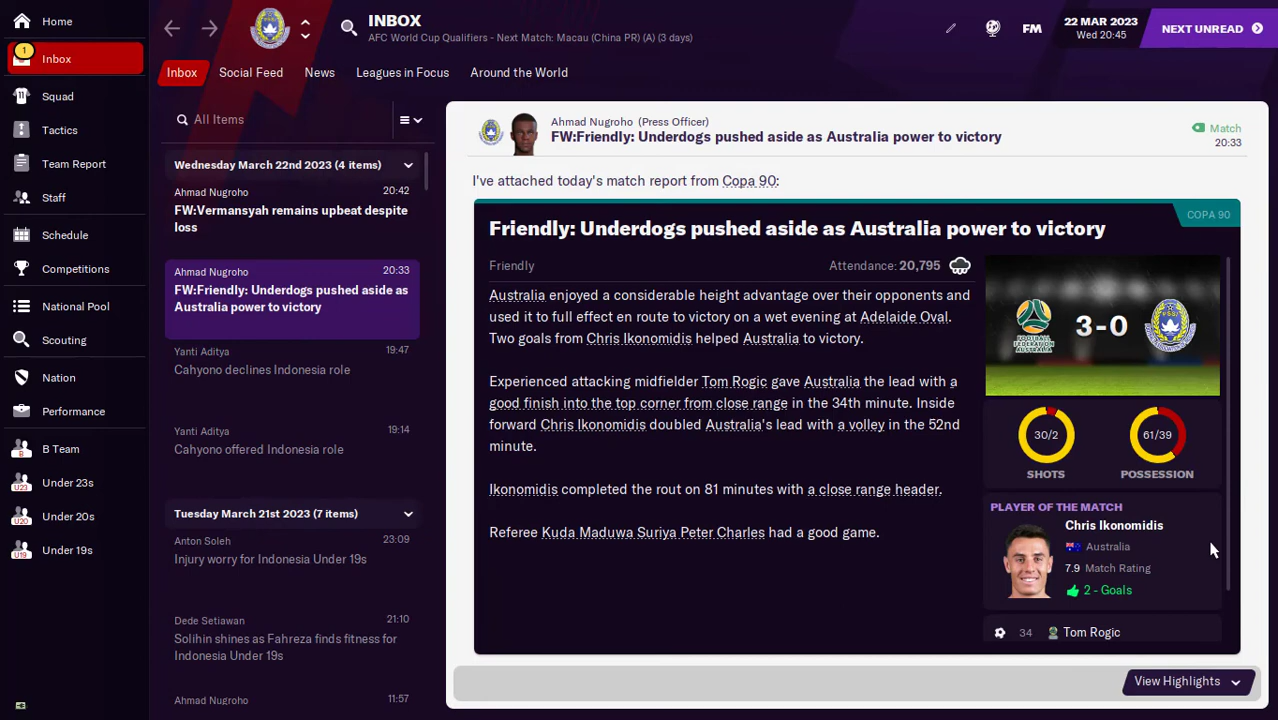 Home
1
Inbox
Squad
Tactics
Team Report
Staff
Schedule
Competitions
National Pool
Scouting
Nation
Performance
B Team
Under 23s
Under 20s
Under 19s
INBOX
AFC World Cup Qualifiers - Next Match: Macau (China PR) (A) (3 days)
FM
22 MAR 2023
Wed 20:45
NEXT UNREAD
Inbox
Social Feed
News
Leagues in Focus
Around the World
All Items
Wednesday March 22nd 2023 (4 items)
Ahmad Nugroho 20:42
FW:Vermansyah remains upbeat despite
loss
Ahmad Nugroho 20:33
FW:Friendly: Underdogs pushed aside as
Australia power to victory
Yanti Aditya 19:47
Cahyono declines Indonesia role
Yanti Aditya 19:14
Cahyono offered Indonesia role
Tuesday March 21st 2023 (7 items)
Anton Soleh 23:09
Injury worry for Indonesia Under 19s
Dede Setiawan 21:10
Solihin shines as Fahreza finds fitness for
Indonesia Under 19s
Ahmad Nugroho 11:57
Ahmad Nugroho (Press Officer)
FW:Friendly: Underdogs pushed aside as Australia power to victory
Match
20:33
I've attached today's match report from Copa 90:
COPA 90
Friendly: Underdogs pushed aside as Australia power to victory
Friendly
Attendance: 20,795
Australia enjoyed a considerable height advantage over their opponents and
used it to full effect en route to victory on a wet evening at Adelaide Oval.
Two goals from Chris Ikonomidis helped Australia to victory.
Experienced attacking midfielder Tom Rogic gave Australia the lead with a
good finish into the top corner from close range in the 34th minute. Inside
forward Chris Ikonomidis doubled Australia's lead with a volley in the 52nd
minute.
Ikonomidis completed the rout on 81 minutes with a close range header.
Referee Kuda Maduwa Suriya Peter Charles had a good game.
FOOTBALL
FEDERATION
AUSTRALIA
3-0
PSSI
30/2
SHOTS
61/39
POSSESSION
PLAYER OF THE MATCH
Chris Ikonomidis
Australia
7.9 Match Rating
2 - Goals
34 Tom Rogic
View Highlights